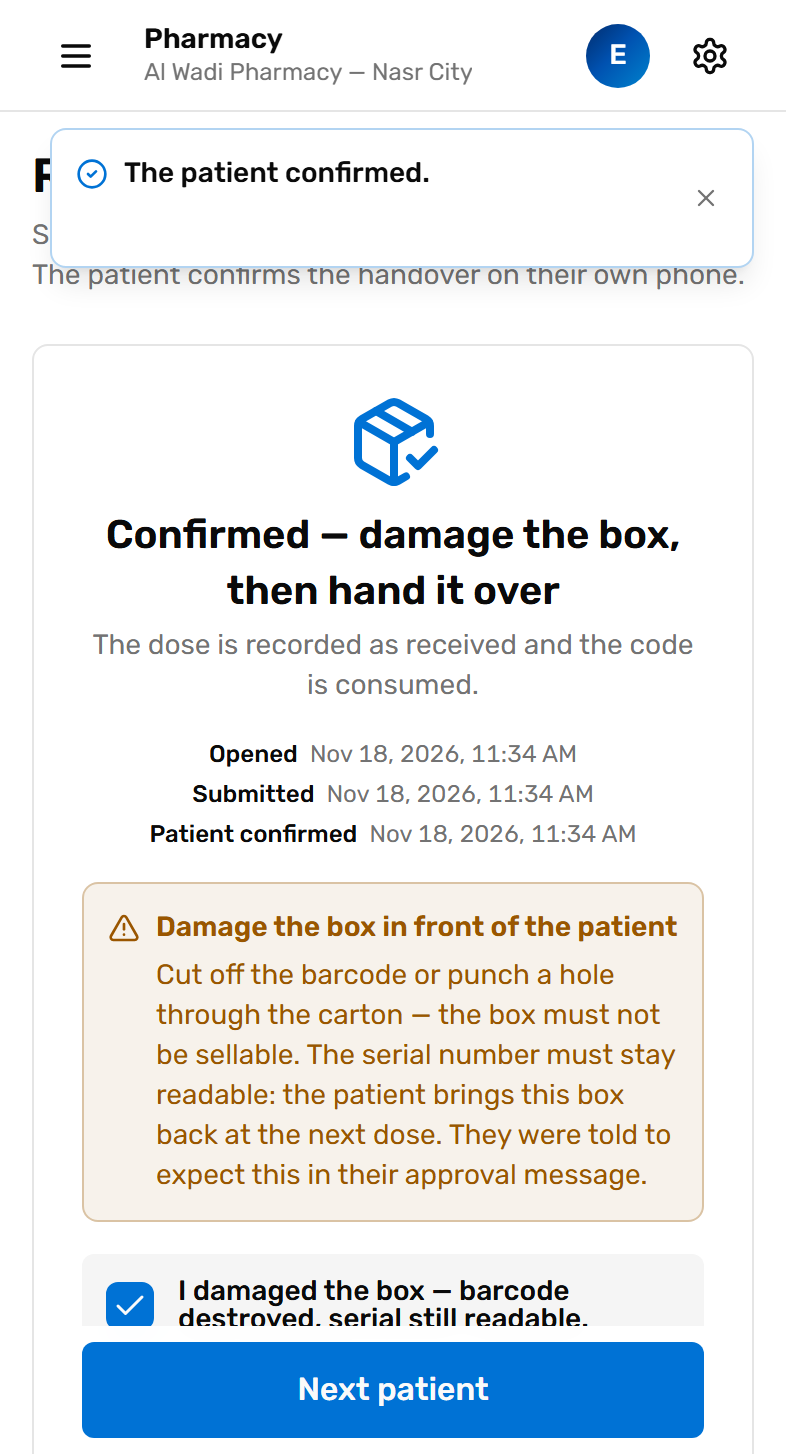 Pharmacy
Al Wadi Pharmacy — Nasr City
E
The patient confirmed.
The patient confirms the handover on their own phone.
Confirmed — damage the box,
then hand it over
The dose is recorded as received and the code
is consumed.
Opened Nov 18, 2026, 11:34 AM
Submitted Nov 18, 2026, 11:34 AM
Patient confirmed Nov 18, 2026, 11:34 AM
Damage the box in front of the patient
Cut off the barcode or punch a hole
through the carton — the box must not
be sellable. The serial number must stay
readable: the patient brings this box
back at the next dose. They were told to
expect this in their approval message.
I damaged the box — barcode
destroyed, serial still readable.
Next patient